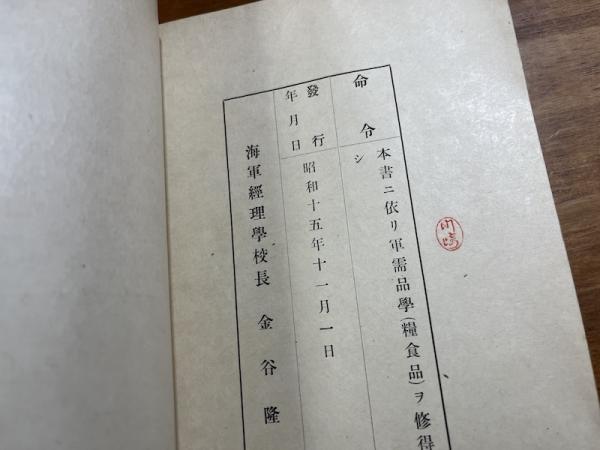 命令
本書ニ依リ軍需品學(糧食品)ヲ修得
シ
發行
年月日
昭和十五年十一月一日
海軍經理學校長 金谷隆
川崎